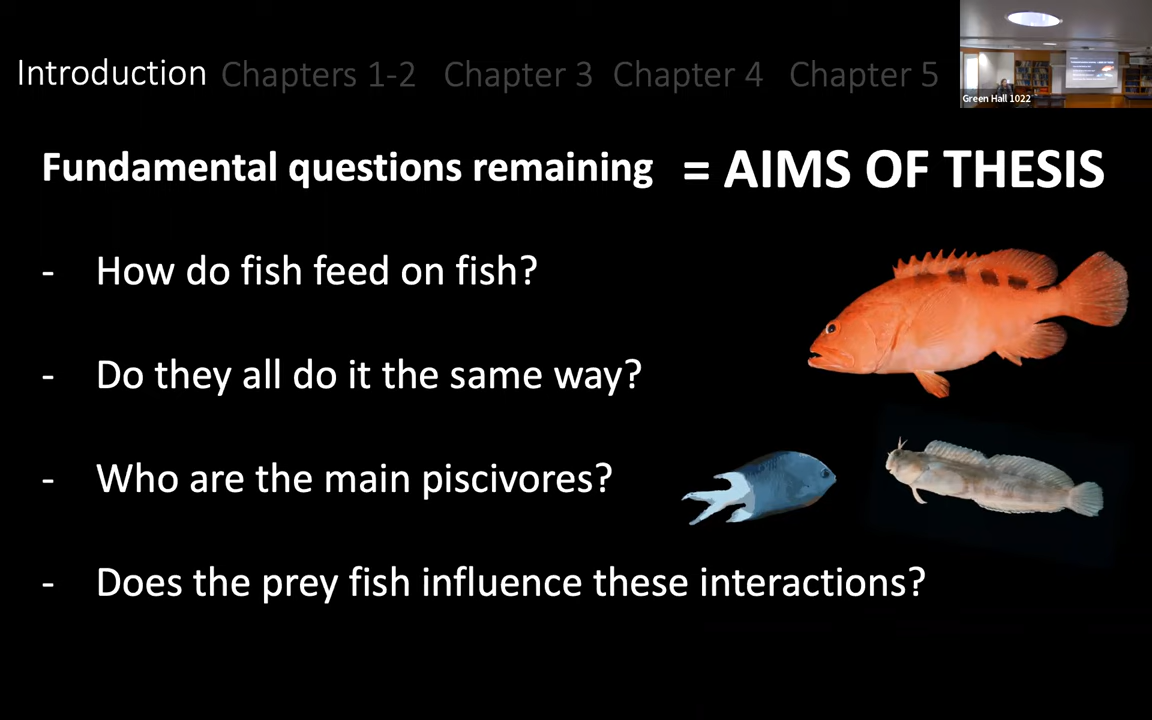 Introduction Chapters 1-2 Chapter 3 Chapter 4 Chapter 5
Green Hall 1022
Fundamental questions remaining = AIMS OF THESIS
- How do fish feed on fish?
- Do they all do it the same way?
- Who are the main piscivores?
- Does the prey fish influence these interactions?